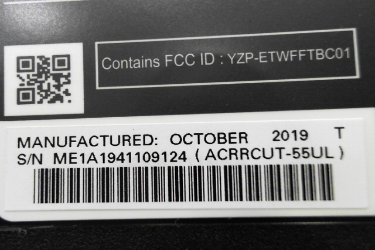 Contains FCC ID : YZP-ETWFFTBC01
MANUFACTURED: OCTOBER 2019 T
S/N ME1A1941109124 ( ACRRCUT-55UL )